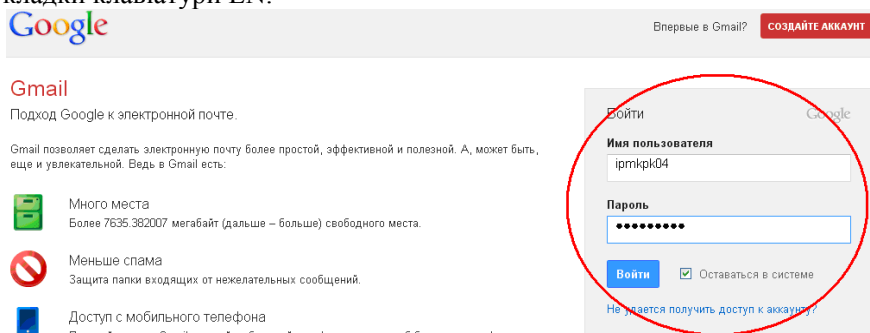 клавіатури EN.
Google
Впервые в Gmail? СОЗДАЙТЕ АККАУНТ
Gmail
Подход Google к электронной почте.
Gmail позволяет сделать электронную почту более простой, эффективной и полезной. А, может быть,
еще и увлекательной. Ведь в Gmail есть:
Много места
Более 7635.382007 мегабайт (дальше – больше) свободного места.
Меньше спама
Защита папки входящих от нежелательных сообщений.
Доступ с мобильного телефона
Войти Google
Имя пользователя
ipmkpk04
Пароль
•••••••••
Войти Оставаться в системе
Не удается получить доступ к аккаунту?